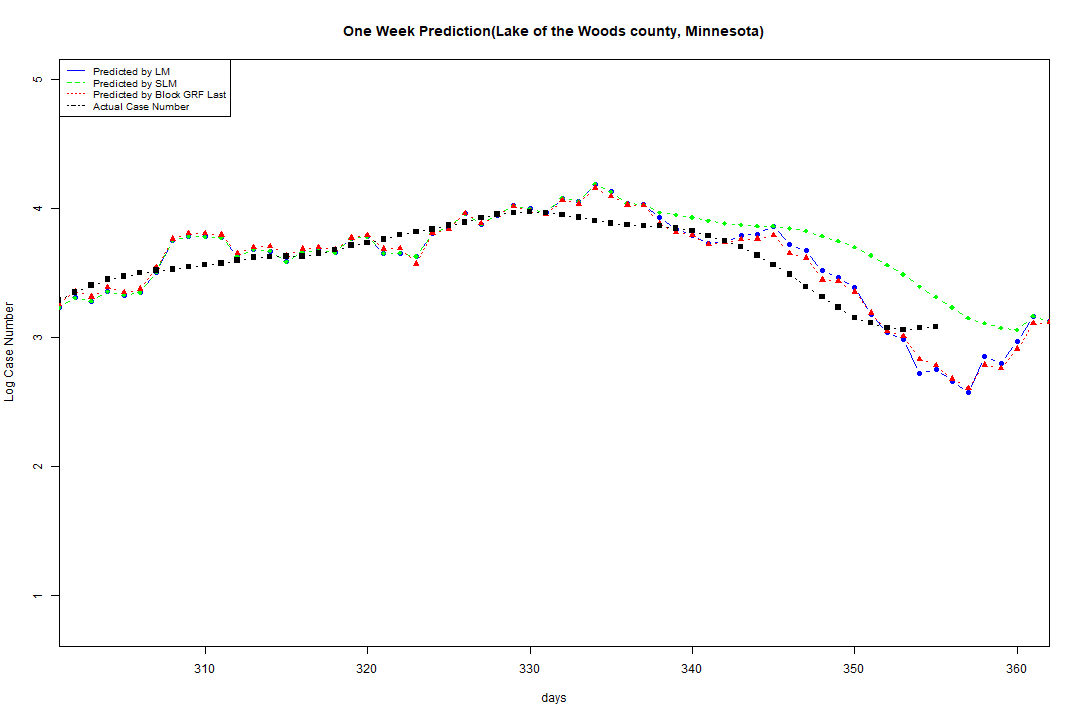 One Week Prediction(Lake of the Woods county, Minnesota)
Predicted by LM
Predicted by SLM
Predicted by Block GRF Last
Actual Case Number
5
4
3
2
1
Log Case Number
310 320 330 340 350 360
days